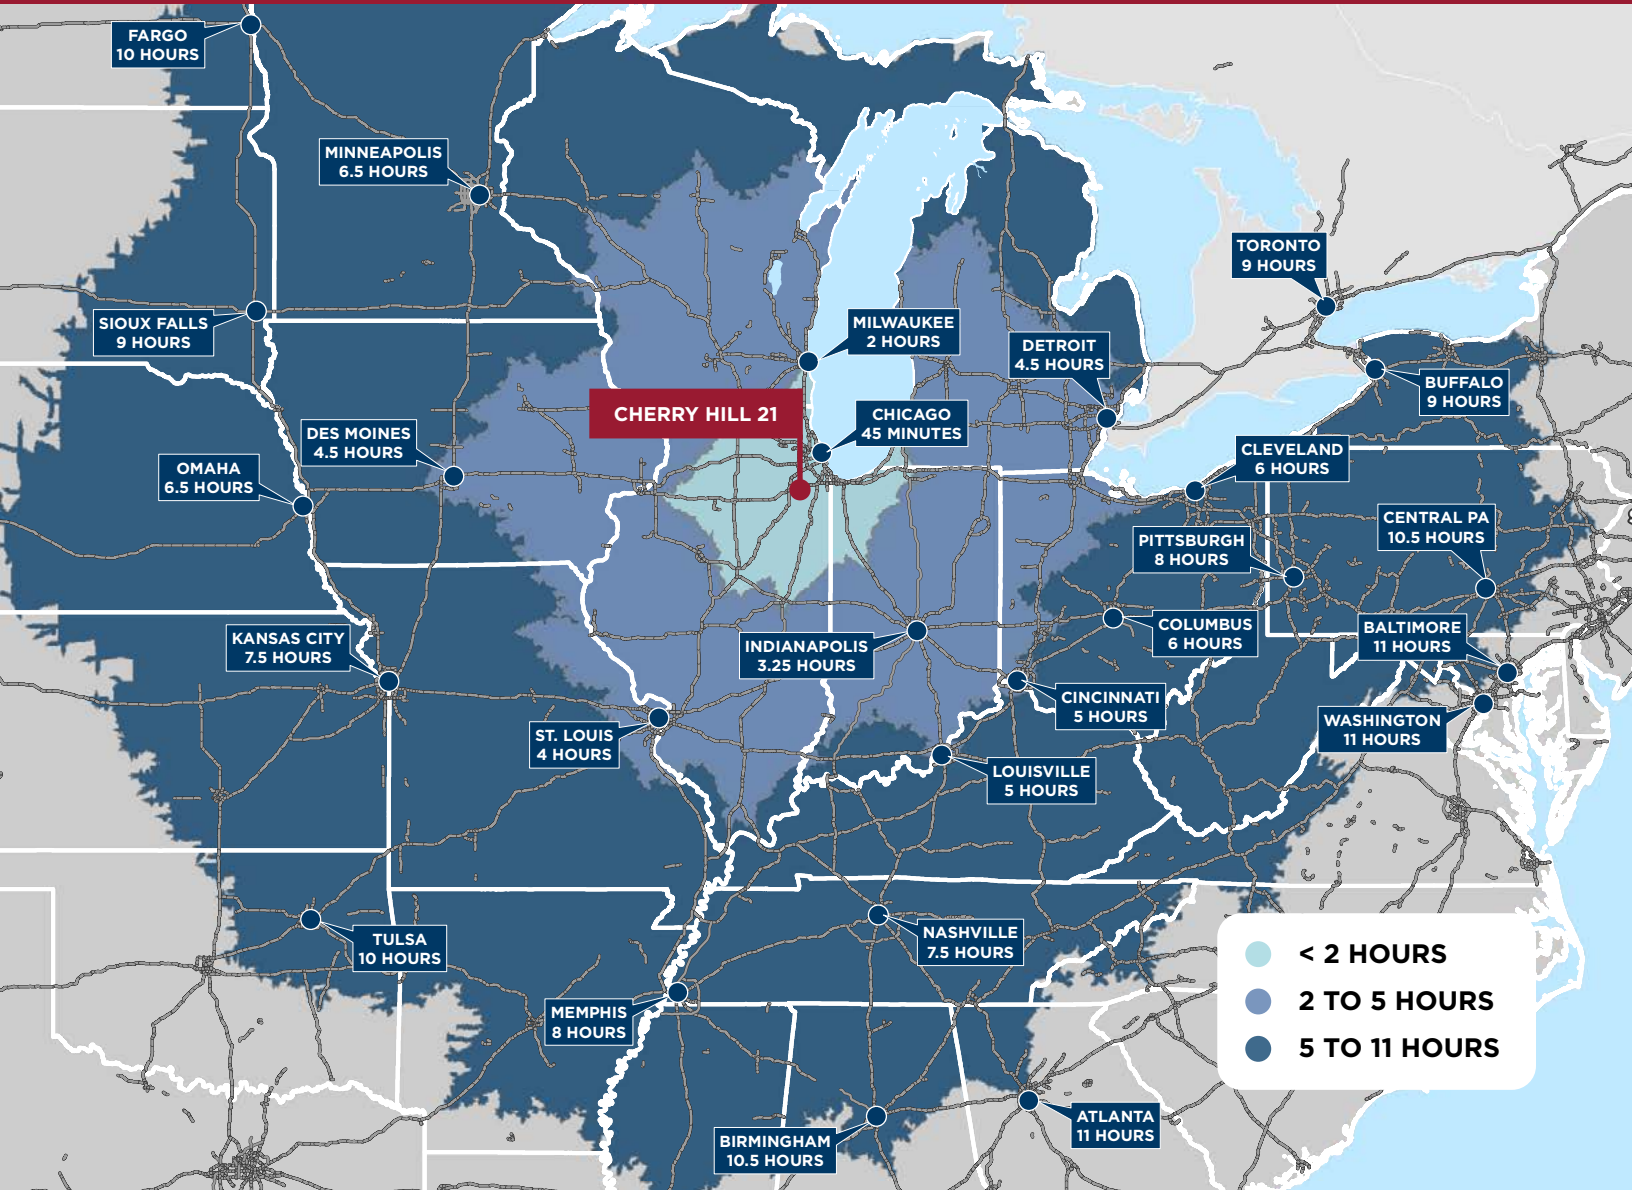 FARGO
10 HOURS
MINNEAPOLIS
6.5 HOURS
TORONTO
9 HOURS
SIOUX FALLS
9 HOURS
MILWAUKEE
2 HOURS
DETROIT
4.5 HOURS
BUFFALO
9 HOURS
CHERRY HILL 21
CHICAGO
45 MINUTES
DES MOINES
4.5 HOURS
CLEVELAND
6 HOURS
OMAHA
6.5 HOURS
CENTRAL PA
10.5 HOURS
PITTSBURGH
8 HOURS
COLUMBUS
6 HOURS
BALTIMORE
11 HOURS
KANSAS CITY
7.5 HOURS
INDIANAPOLIS
3.25 HOURS
CINCINNATI
5 HOURS
WASHINGTON
11 HOURS
ST. LOUIS
4 HOURS
LOUISVILLE
5 HOURS
TULSA
10 HOURS
NASHVILLE
7.5 HOURS
MEMPHIS
8 HOURS
< 2 HOURS
2 TO 5 HOURS
5 TO 11 HOURS
ATLANTA
11 HOURS
BIRMINGHAM
10.5 HOURS